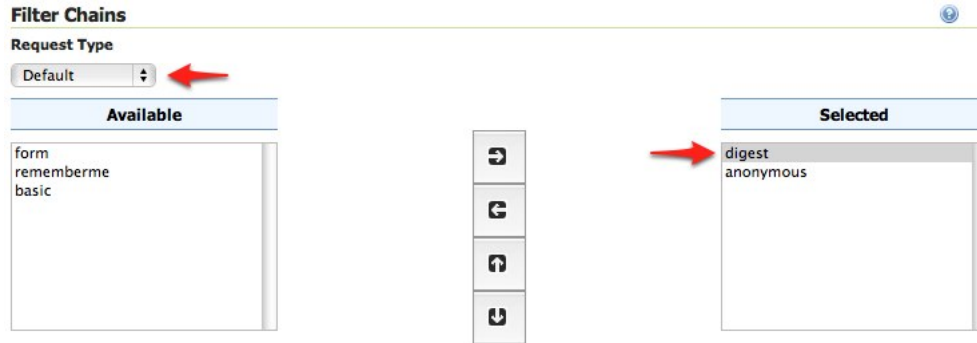 Filter Chains
Request Type
Default
Available
Selected
form
rememberme
basic
digest
anonymous